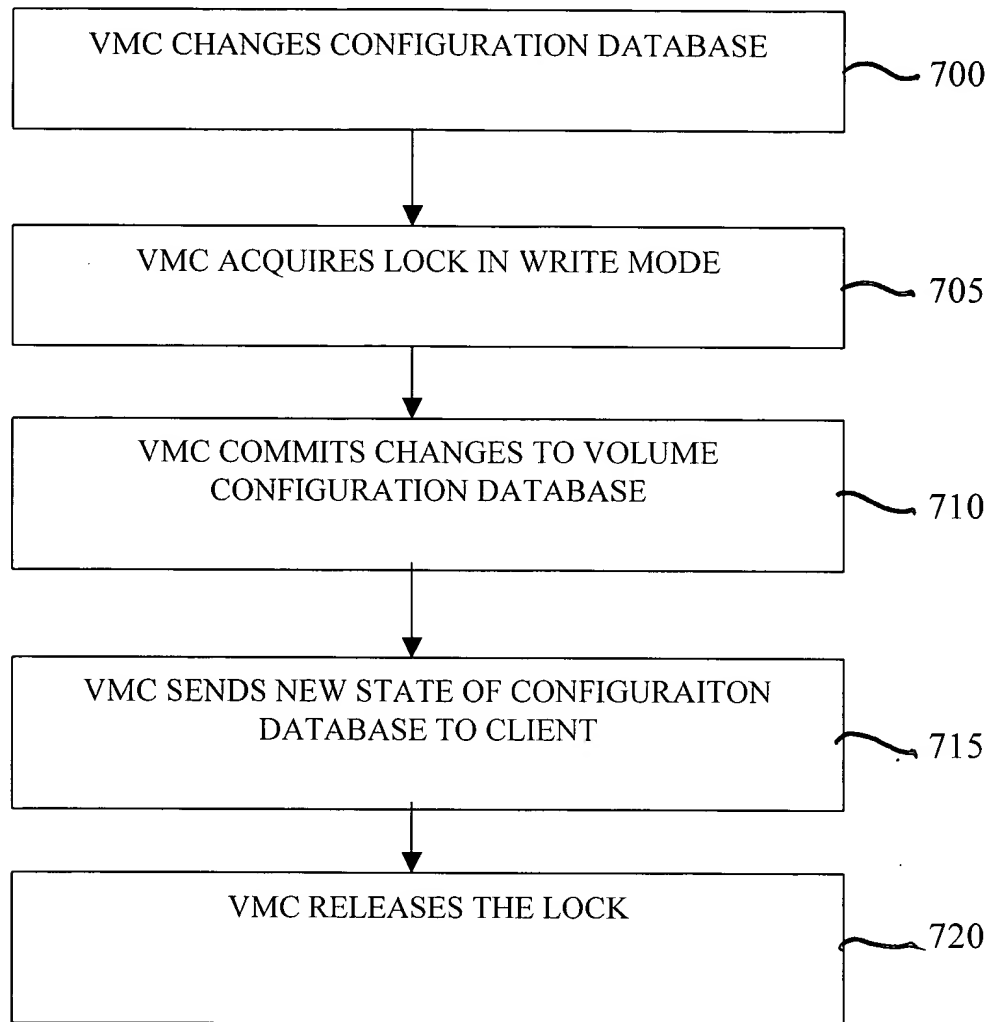 VMC CHANGES CONFIGURATION DATABASE
700
VMC ACQUIRES LOCK IN WRITE MODE
705
VMC COMMITS CHANGES TO VOLUME
CONFIGURATION DATABASE
710
VMC SENDS NEW STATE OF CONFIGURAITON
DATABASE TO CLIENT
715
VMC RELEASES THE LOCK
720